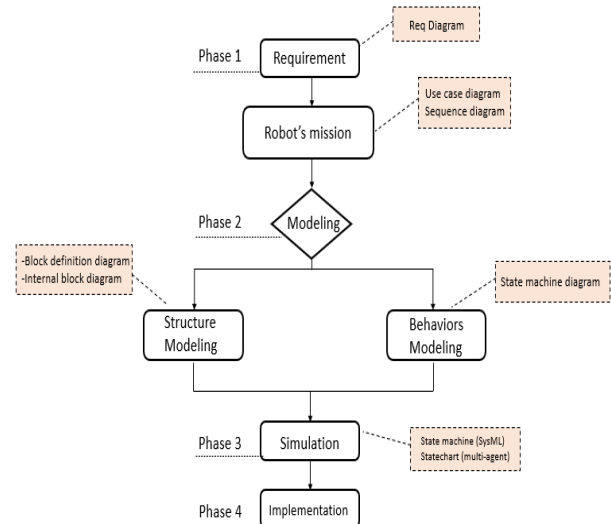 Req Diagram
Phase 1
Requirement
Use case diagram
Sequence diagram
Robot's mission
Phase 2
Modeling
-Block definition diagram
-Internal block diagram
State machine diagram
Structure
Modeling
Behaviors
Modeling
Phase 3
Simulation
State machine (SysML)
Statechart (multi-agent)
Phase 4
Implementation